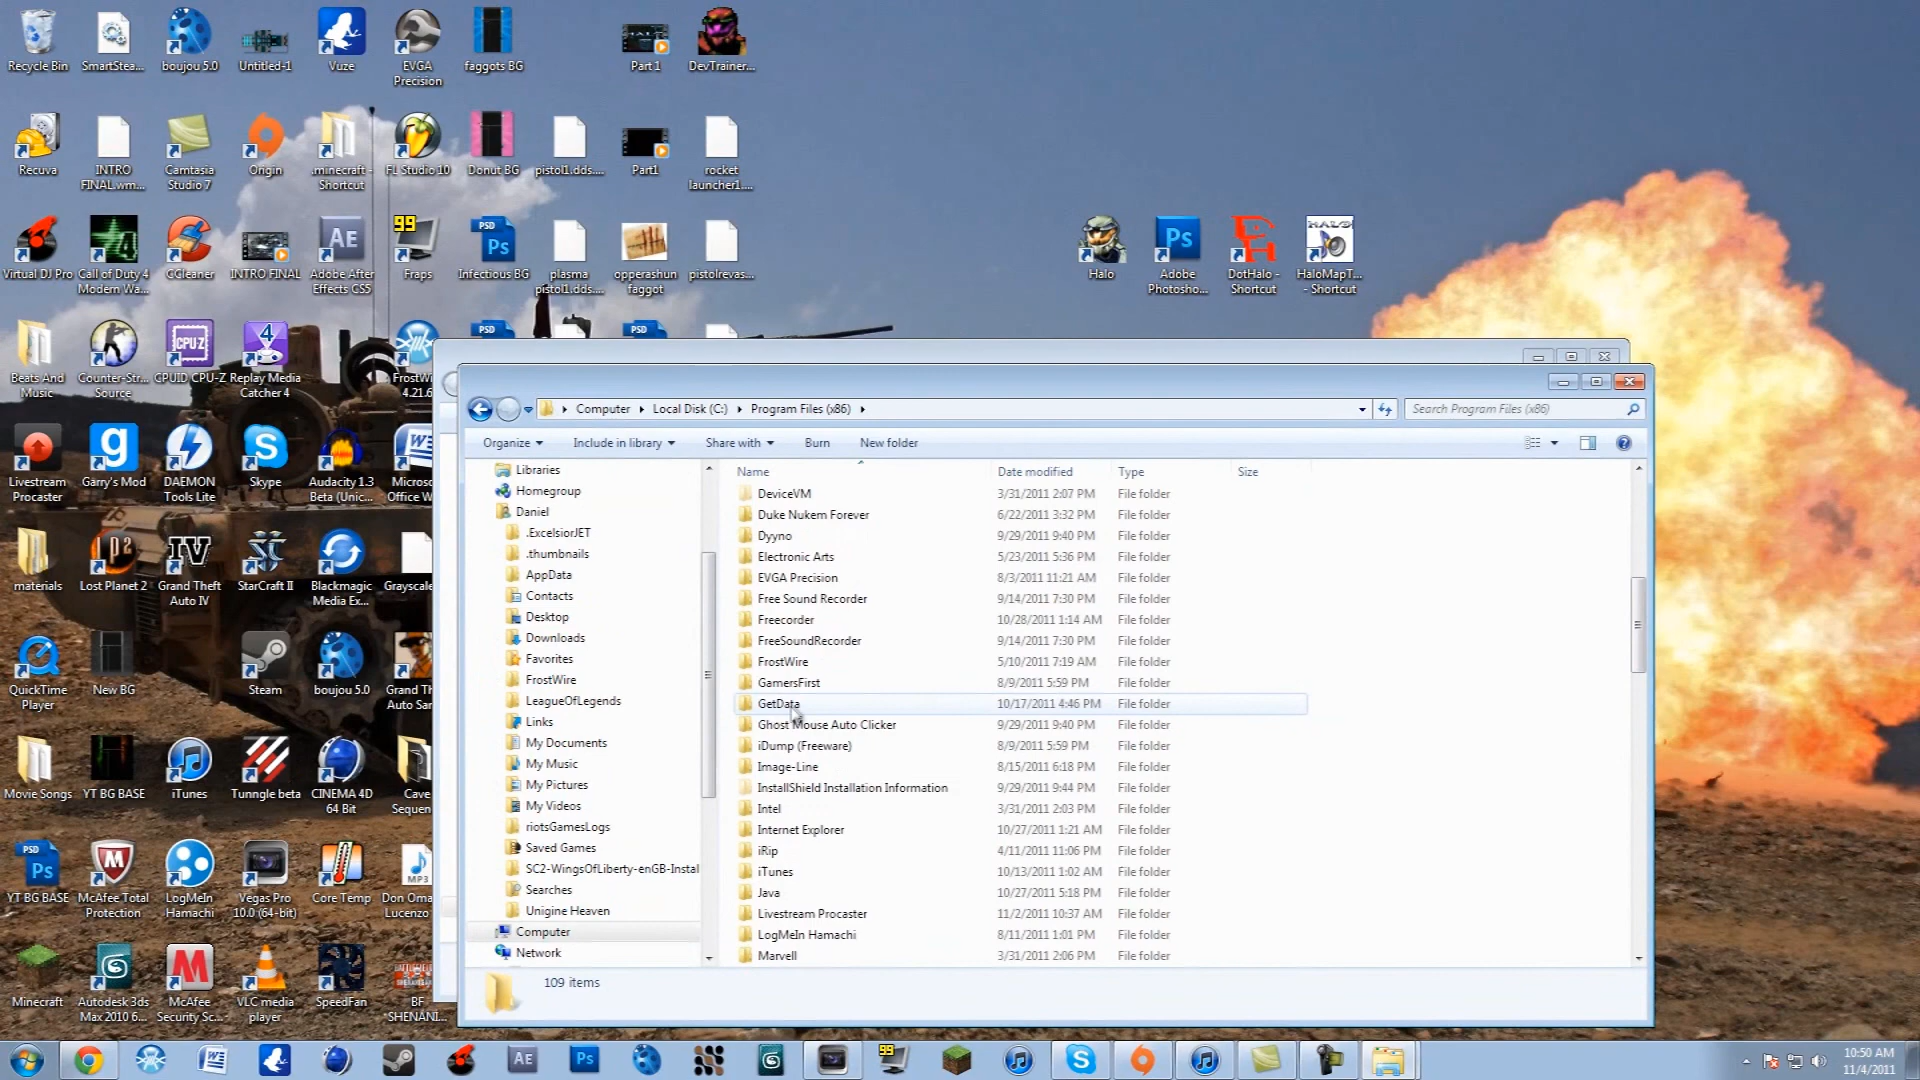 Recycle Bin
SmartStea...
boujou 5.0
Untitled-1
Vuze
EVGA Precision
faggots BG
Part 1
DevTrainer...
Recuva
INTRO FINAL.wm...
Camtasia Studio 7
Origin
.minecraft - Shortcut
FL Studio 10
Donut BG
pistol1.dds....
Part1
rocket launcher1....
Virtual DJ Pro
Call of Duty 4 Modern Wa...
CCleaner
INTRO FINAL
Adobe After Effects CS5
99
Fraps
Infectious BG
plasma pistol1.dds....
opperashun faggot
pistolrevas...
Halo
Adobe Photosho...
DotHalo - Shortcut
HaloMapT... - Shortcut
Beats And Music
Counter-Str... Source
CPUID CPU-Z
Replay Media Catcher 4
FrostWi
4.21.6
Livestream Procaster
Garry's Mod
DAEMON Tools Lite
Skype
Audacity 1.3 Beta (Unic...
Microso
Office W
materials
Lost Planet 2
Grand Theft Auto IV
StarCraft II
Blackmagic Media Ex...
Grayscale
QuickTime Player
New BG
Steam
boujou 5.0
Grand Th
Auto Sar
Movie Songs
YT BG BASE
iTunes
Tunngle beta
CINEMA 4D 64 Bit
Cave
Sequen
YT BG BASE
McAfee Total Protection
LogMeIn Hamachi
Vegas Pro 10.0 (64-bit)
Core Temp
Don Oma
Lucenzo
Minecraft
Autodesk 3ds Max 2010 6...
McAfee Security Sc...
VLC media player
SpeedFan
BF
"SHENANI...
Computer
Local Disk (C:)
Program Files (x86)
Search Program Files (x86)
Organize
Include in library
Share with
Burn
New folder
Libraries
Homegroup
Daniel
.ExcelsiorJET
.thumbnails
AppData
Contacts
Desktop
Downloads
Favorites
FrostWire
LeagueOfLegends
Links
My Documents
My Music
My Pictures
My Videos
riotsGamesLogs
Saved Games
SC2-WingsOfLiberty-enGB-Instal
Searches
Unigine Heaven
Computer
Network
Name Date modified Type Size
DeviceVM 3/31/2011 2:07 PM File folder
Duke Nukem Forever 6/22/2011 3:32 PM File folder
Dyyno 9/29/2011 9:40 PM File folder
Electronic Arts 5/23/2011 5:36 PM File folder
EVGA Precision 8/3/2011 11:21 AM File folder
Free Sound Recorder 9/14/2011 7:30 PM File folder
Freecorder 10/28/2011 1:14 AM File folder
FreeSoundRecorder 9/14/2011 7:30 PM File folder
FrostWire 5/10/2011 7:19 AM File folder
GamersFirst 8/9/2011 5:59 PM File folder
GetData 10/17/2011 4:46 PM File folder
Ghost Mouse Auto Clicker 9/29/2011 9:40 PM File folder
iDump (Freeware) 8/9/2011 5:59 PM File folder
Image-Line 8/15/2011 6:18 PM File folder
InstallShield Installation Information 9/29/2011 9:44 PM File folder
Intel 3/31/2011 2:03 PM File folder
Internet Explorer 10/27/2011 1:21 AM File folder
iRip 4/11/2011 11:06 PM File folder
iTunes 10/13/2011 1:02 AM File folder
Java 10/27/2011 5:18 PM File folder
Livestream Procaster 11/2/2011 10:37 AM File folder
LogMeIn Hamachi 8/11/2011 1:01 PM File folder
Marvell 3/31/2011 2:06 PM File folder
109 items
10:50 AM
11/4/2011